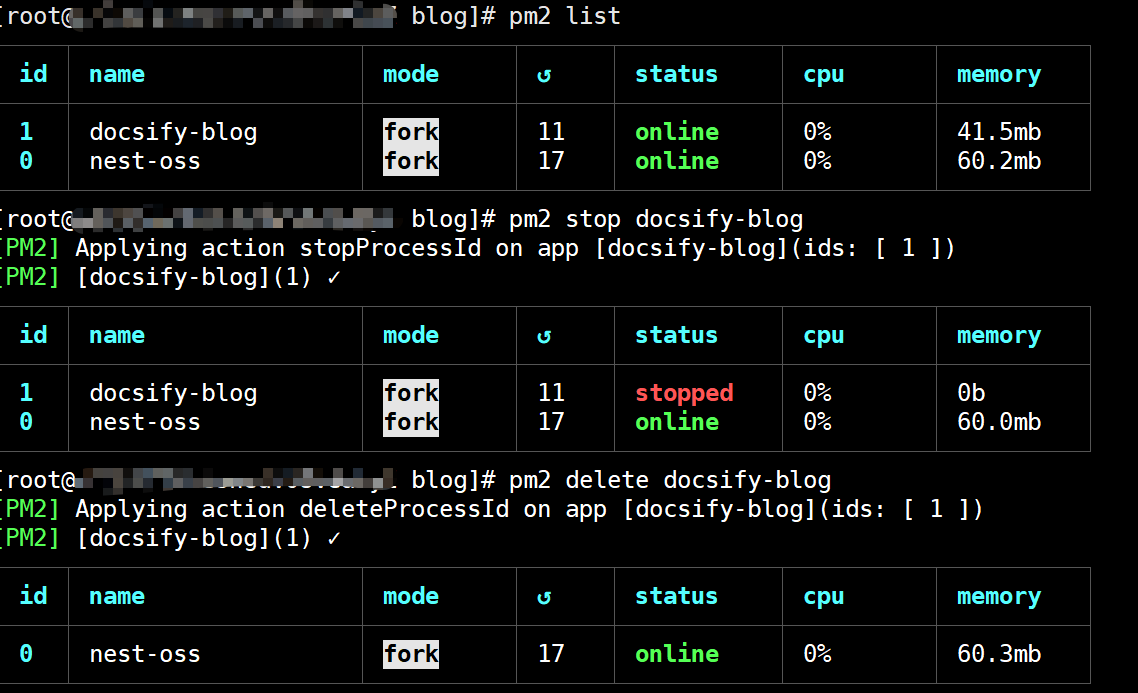 [root@ blog]# pm2 list
id name mode ↺ status cpu memory
1 docsify-blog fork 11 online 0% 41.5mb
0 nest-oss fork 17 online 0% 60.2mb
[root@ blog]# pm2 stop docsify-blog
[PM2] Applying action stopProcessId on app [docsify-blog](ids: [ 1 ])
[PM2] [docsify-blog](1) ✓
id name mode ↺ status cpu memory
1 docsify-blog fork 11 stopped 0% 0b
0 nest-oss fork 17 online 0% 60.0mb
[root@ blog]# pm2 delete docsify-blog
[PM2] Applying action deleteProcessId on app [docsify-blog](ids: [ 1 ])
[PM2] [docsify-blog](1) ✓
id name mode ↺ status cpu memory
0 nest-oss fork 17 online 0% 60.3mb